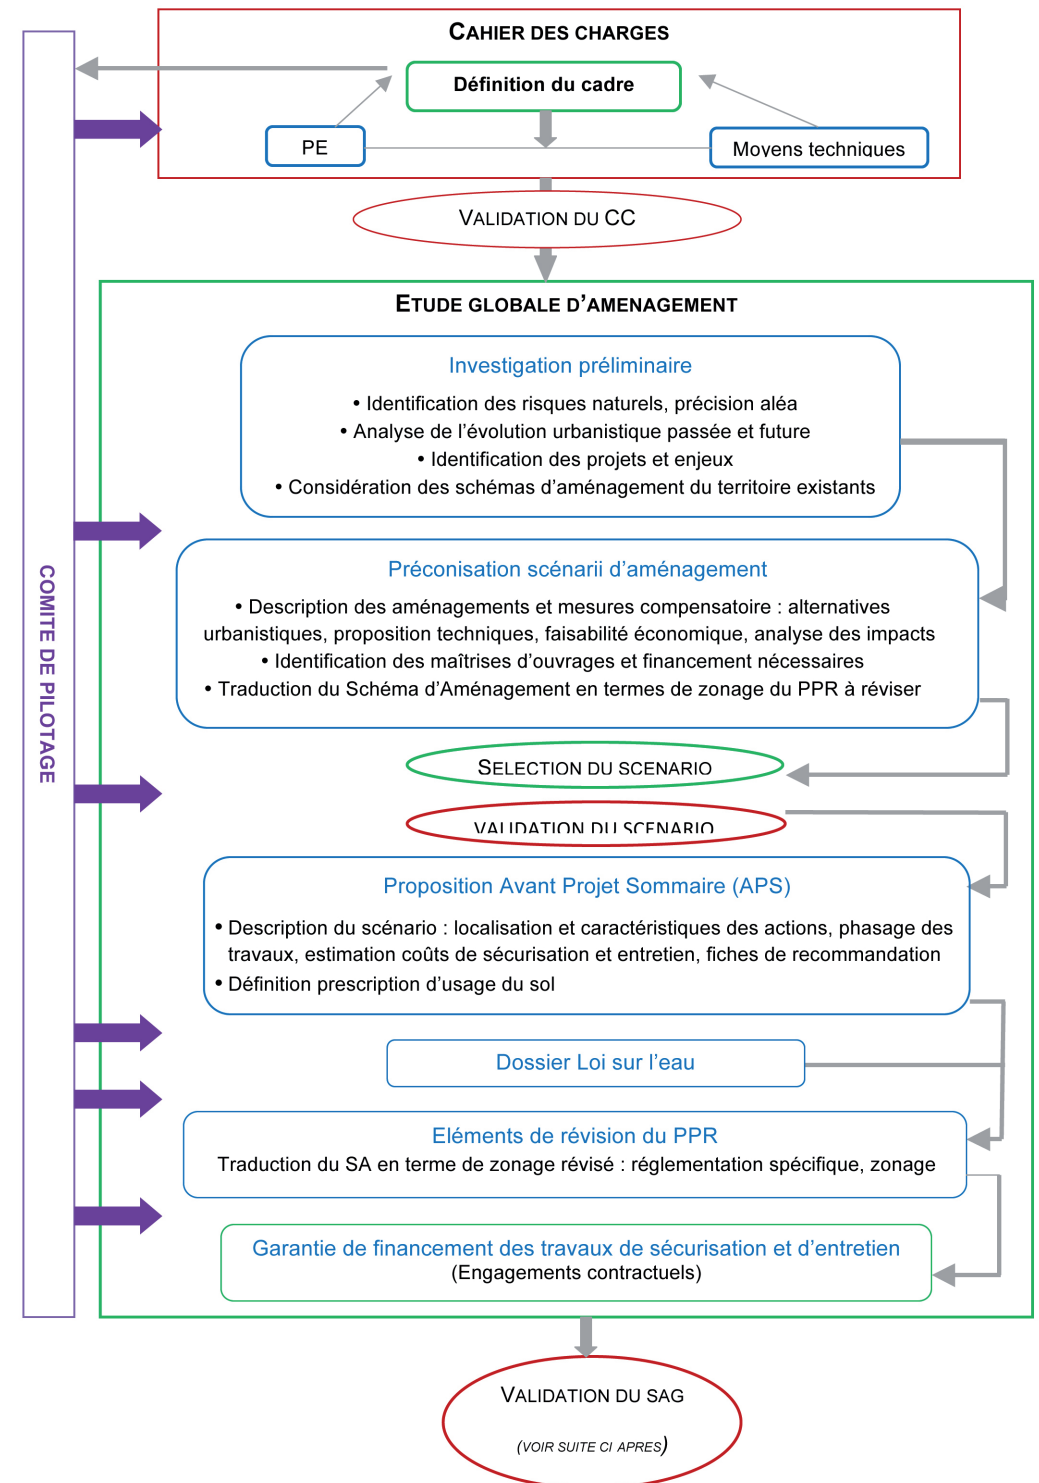 CAHIER DES CHARGES
Définition du cadre
PE
Moyens techniques
VALIDATION DU CC
ETUDE GLOBALE D'AMENAGEMENT
Investigation préliminaire
• Identification des risques naturels, précision aléa
• Analyse de l'évolution urbanistique passée et future
• Identification des projets et enjeux
• Considération des schémas d'aménagement du territoire existants
COMITE DE PILOTAGE
Préconisation scénarii d'aménagement
• Description des aménagements et mesures compensatoire : alternatives
urbanistiques, proposition techniques, faisabilité économique, analyse des impacts
• Identification des maîtrises d'ouvrages et financement nécessaires
• Traduction du Schéma d'Aménagement en termes de zonage du PPR à réviser
SELECTION DU SCENARIO
VALIDATION DU SCENARIO
Proposition Avant Projet Sommaire (APS)
• Description du scénario : localisation et caractéristiques des actions, phasage des
travaux, estimation coûts de sécurisation et entretien, fiches de recommandation
• Définition prescription d'usage du sol
Dossier Loi sur l'eau
Eléments de révision du PPR
Traduction du SA en terme de zonage révisé : réglementation spécifique, zonage
Garantie de financement des travaux de sécurisation et d'entretien
(Engagements contractuels)
VALIDATION DU SAG
(VOIR SUITE CI APRES)